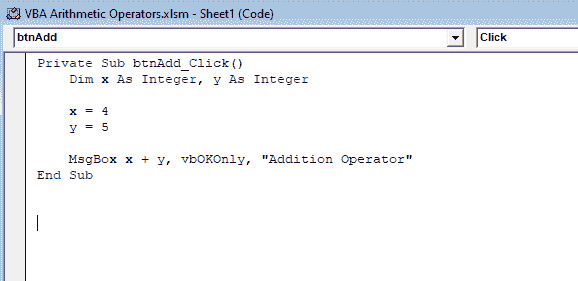 VBA Arithmetic Operators.xlsm - Sheet1 (Code)
btnAdd Click
Private Sub btnAdd_Click()
Dim x As Integer, y As Integer
x = 4
y = 5
MsgBox x + y, vbOKOnly, "Addition Operator"
End Sub